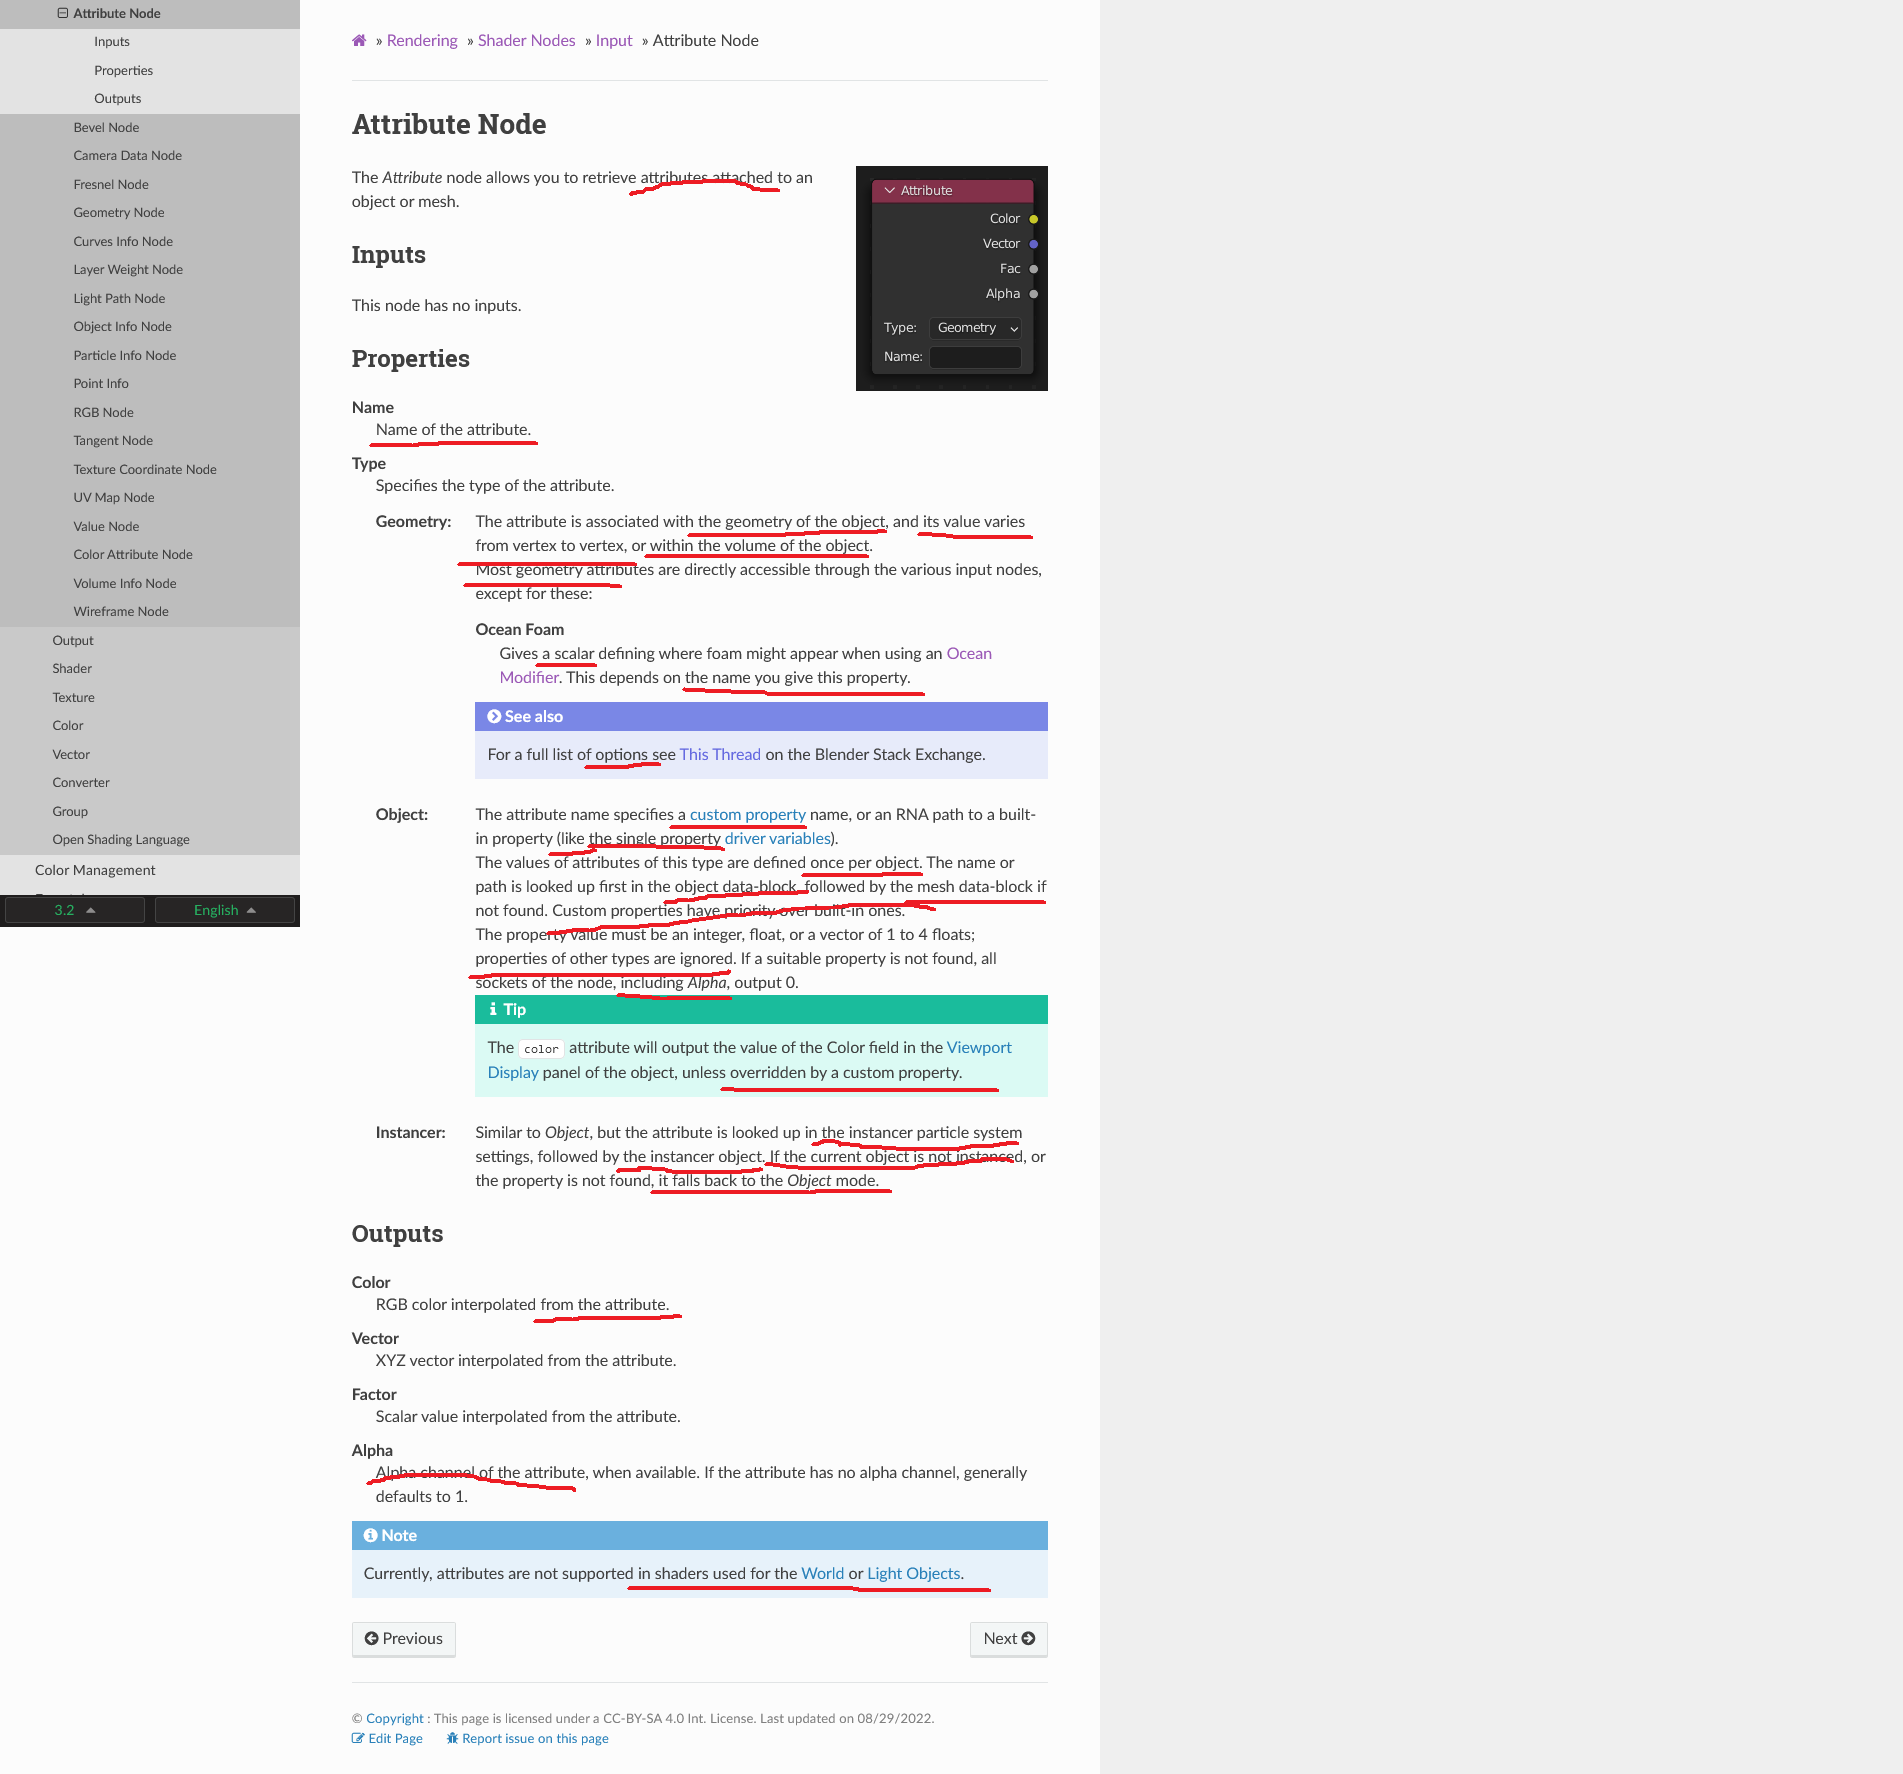 Attribute Node
Inputs
Properties
Outputs
Bevel Node
Camera Data Node
Fresnel Node
Geometry Node
Curves Info Node
Layer Weight Node
Light Path Node
Object Info Node
Particle Info Node
Point Info
RGB Node
Tangent Node
Texture Coordinate Node
UV Map Node
Value Node
Color Attribute Node
Volume Info Node
Wireframe Node
Output
Shader
Texture
Color
Vector
Converter
Group
Open Shading Language
Color Management
3.2
English
» Rendering » Shader Nodes » Input » Attribute Node
Attribute Node
The Attribute node allows you to retrieve attributes attached to an
object or mesh.
Attribute
Color
Vector
Fac
Alpha
Type: Geometry
Name:
Inputs
This node has no inputs.
Properties
Name
Name of the attribute.
Type
Specifies the type of the attribute.
Geometry: The attribute is associated with the geometry of the object, and its value varies
from vertex to vertex, or within the volume of the object.
Most geometry attributes are directly accessible through the various input nodes,
except for these:
Ocean Foam
Gives a scalar defining where foam might appear when using an Ocean
Modifier. This depends on the name you give this property.
See also
For a full list of options see This Thread on the Blender Stack Exchange.
Object: The attribute name specifies a custom property name, or an RNA path to a built-
in property (like the single property driver variables).
The values of attributes of this type are defined once per object. The name or
path is looked up first in the object data-block, followed by the mesh data-block if
not found. Custom properties have priority over built-in ones.
The property value must be an integer, float, or a vector of 1 to 4 floats;
properties of other types are ignored. If a suitable property is not found, all
sockets of the node, including Alpha, output 0.
Tip
The color attribute will output the value of the Color field in the Viewport
Display panel of the object, unless overridden by a custom property.
Instancer: Similar to Object, but the attribute is looked up in the instancer particle system
settings, followed by the instancer object. If the current object is not instanced, or
the property is not found, it falls back to the Object mode.
Outputs
Color
RGB color interpolated from the attribute.
Vector
XYZ vector interpolated from the attribute.
Factor
Scalar value interpolated from the attribute.
Alpha
Alpha channel of the attribute, when available. If the attribute has no alpha channel, generally
defaults to 1.
Note
Currently, attributes are not supported in shaders used for the World or Light Objects.
Previous
Next
© Copyright : This page is licensed under a CC-BY-SA 4.0 Int. License. Last updated on 08/29/2022.
Edit Page Report issue on this page